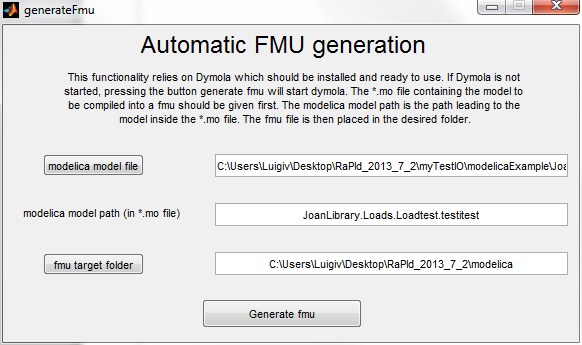 generateFmu
Automatic FMU generation
This functionality relies on Dymola which should be installed and ready to use. If Dymola is not
started, pressing the button generate fmu will start dymola. The *.mo file containing the model to
be compiled into a fmu should be given first. The modelica model path is the path leading to the
model inside the *.mo file. The fmu file is then placed in the desired folder.
modelica model file
C:\Users\Luigiv\Desktop\RaPId_2013_7_2\myTestIO\modelicaExample\Joa
modelica model path (in *.mo file)
JoanLibrary.Loads.Loadtest.testitest
fmu target folder
C:\Users\Luigiv\Desktop\RaPId_2013_7_2\modelica
Generate fmu